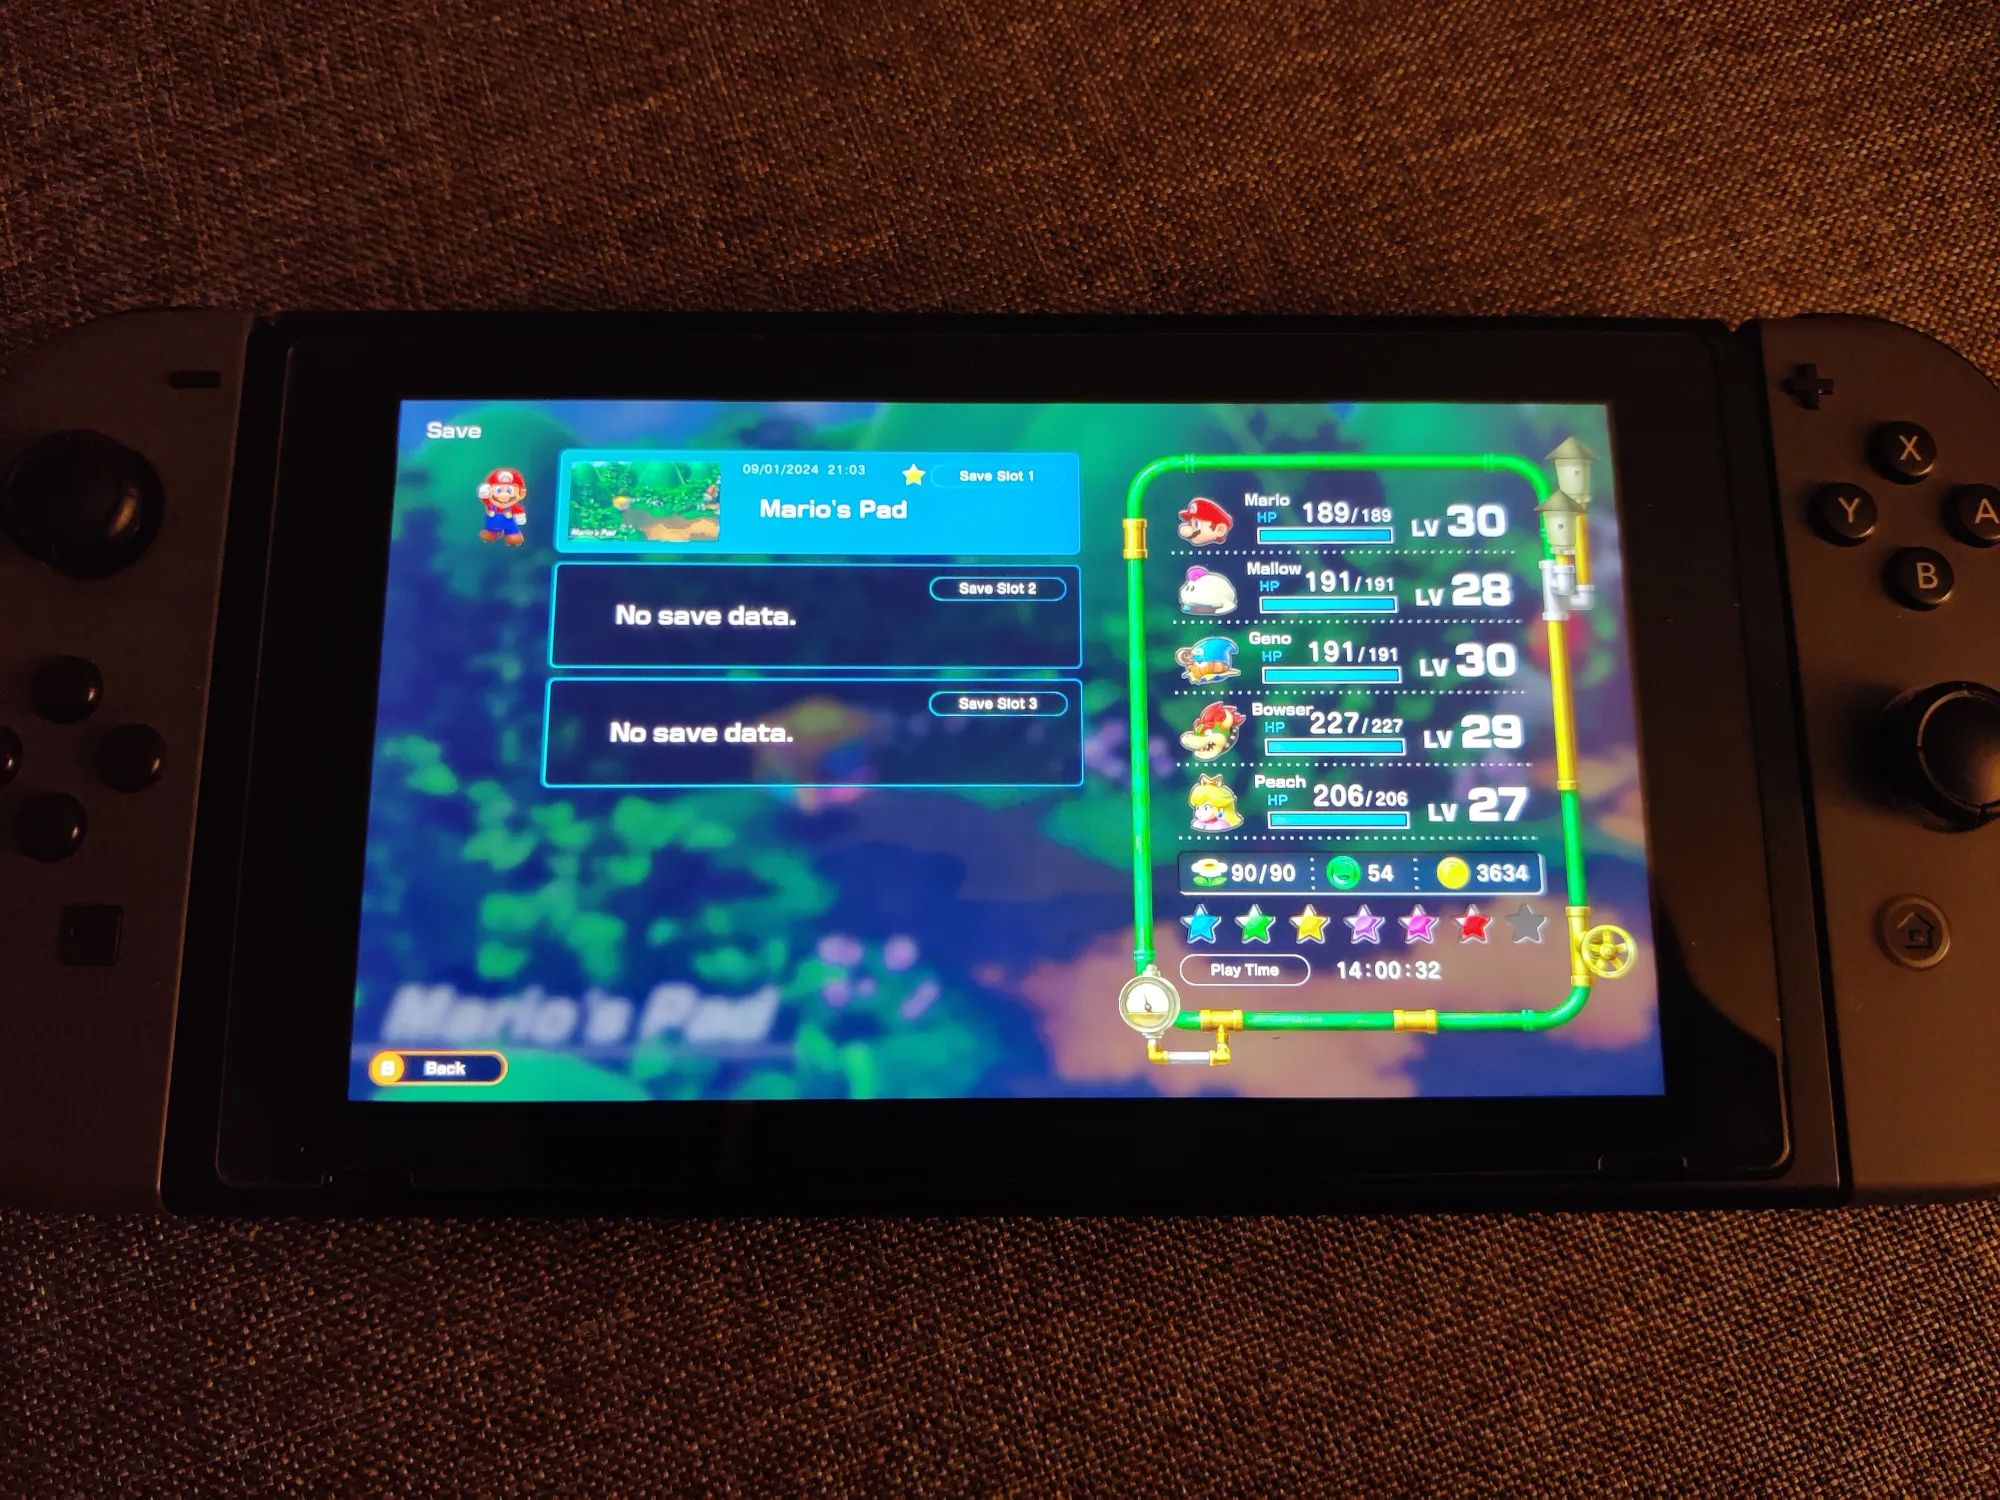 Save
09/01/2024 21:03
Save Slot 1
Mario's Pad
Mario's Pad
Save Slot 2
No save data.
Save Slot 3
No save data.
Mario
HP 189/189 LV 30
Mallow
HP 191/191 LV 28
Geno
HP 191/191 LV 30
Bowser
HP 227/227 LV 29
Peach
HP 206/206 LV 27
90/90 54 3634
Play Time 14:00:32
Mario's Pad
B Back
X
Y
A
B